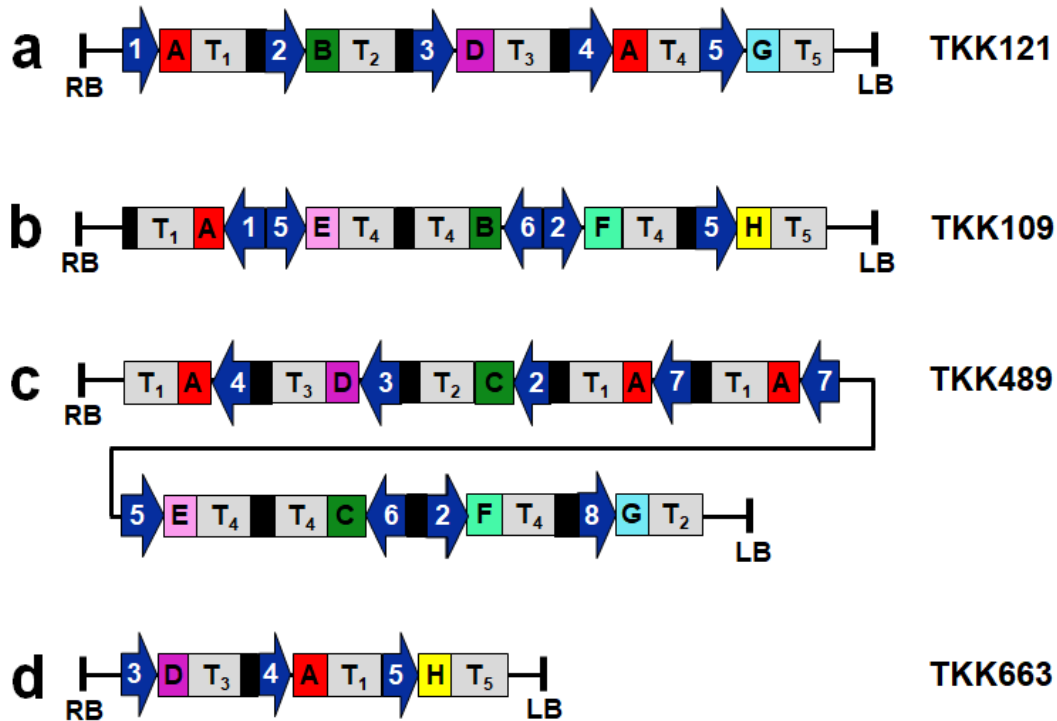 a 1 A T₁ 2 B T₂ 3 D T₃ 4 A T₄ 5 G T₅ TKK121
RB LB
b T₁ A 1 5 E T₄ T₄ B 6 2 F T₄ 5 H T₅ TKK109
RB LB
c T₁ A 4 T₃ D 3 T₂ C 2 T₁ A 7 T₁ A 7 TKK489
RB
5 E T₄ T₄ C 6 2 F T₄ 8 G T₂
LB
d 3 D T₃ 4 A T₁ 5 H T₅ TKK663
RB LB